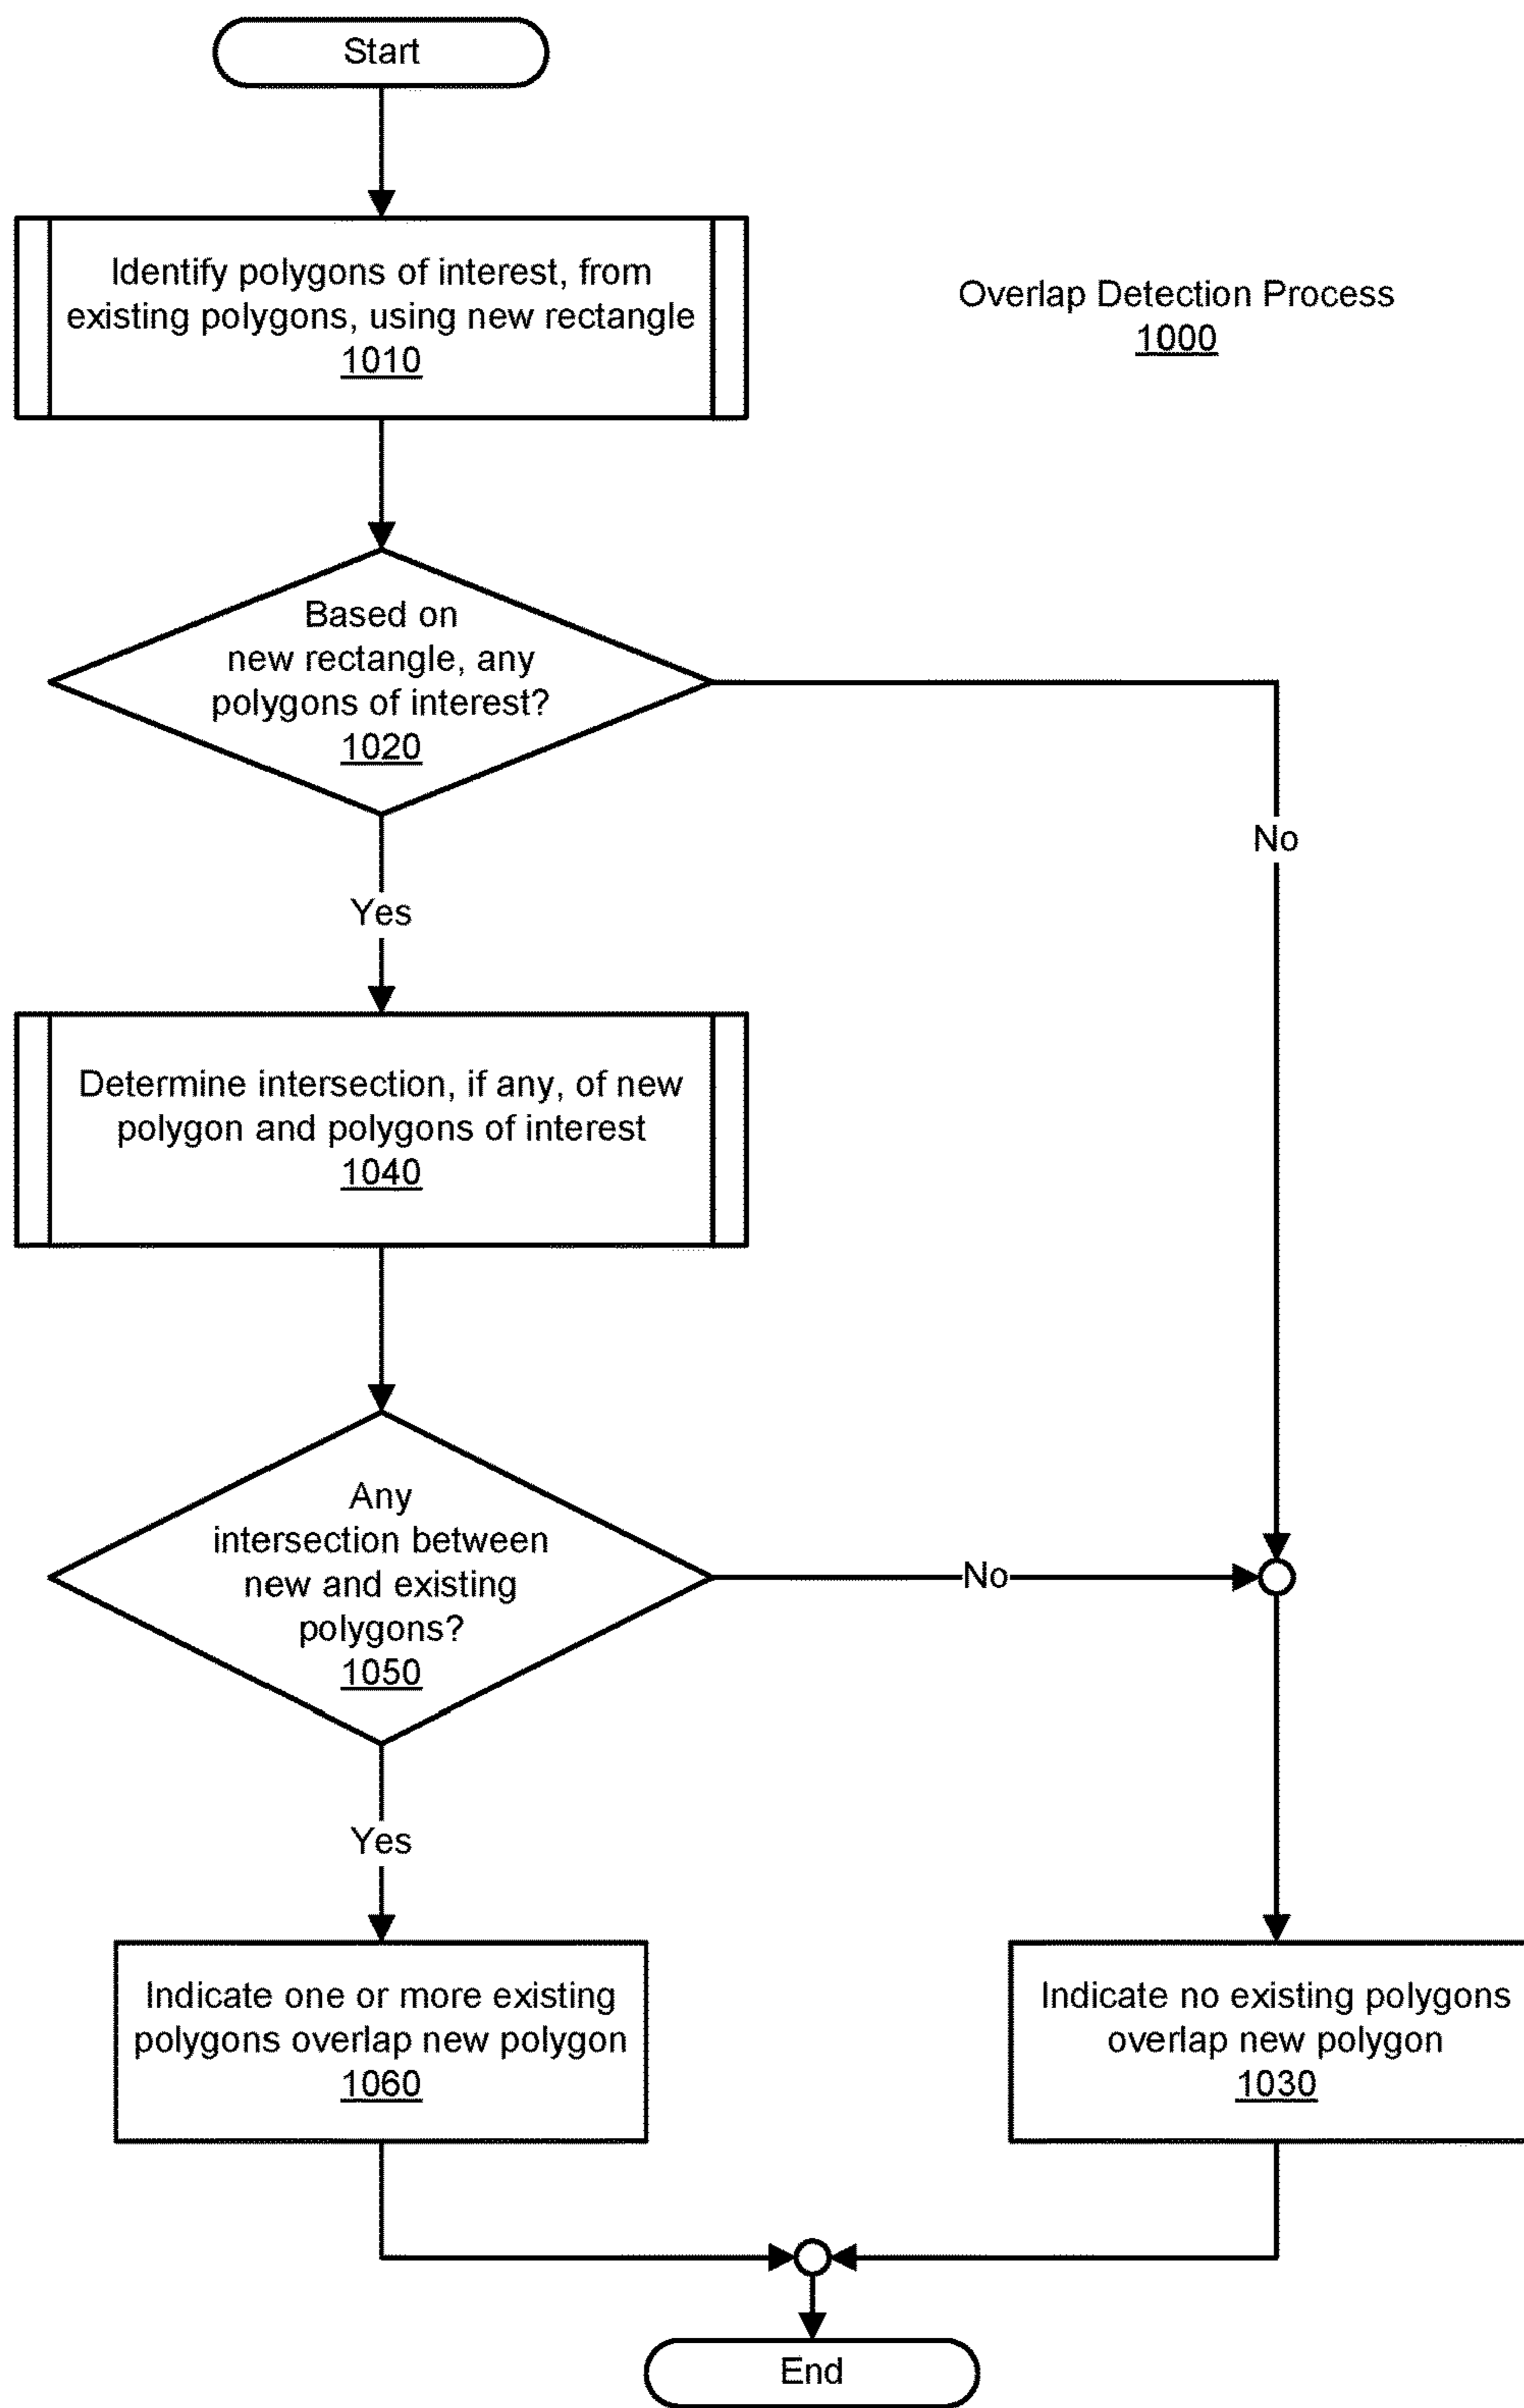 Start
Identify polygons of interest, from
existing polygons, using new rectangle
1010
Overlap Detection Process
1000
Based on
new rectangle, any
polygons of interest?
1020
No
Yes
Determine intersection, if any, of new
polygon and polygons of interest
1040
Any
intersection between
new and existing
polygons?
1050
No
Yes
Indicate one or more existing
polygons overlap new polygon
1060
Indicate no existing polygons
overlap new polygon
1030
End